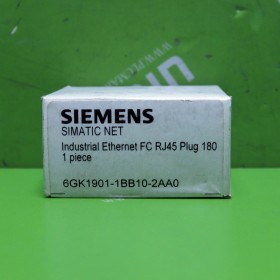 SIEMENS
SIMATIC NET
Industrial Ethernet FC RJ45 Plug 180
1 piece
6GK1901-1BB10-2AA0